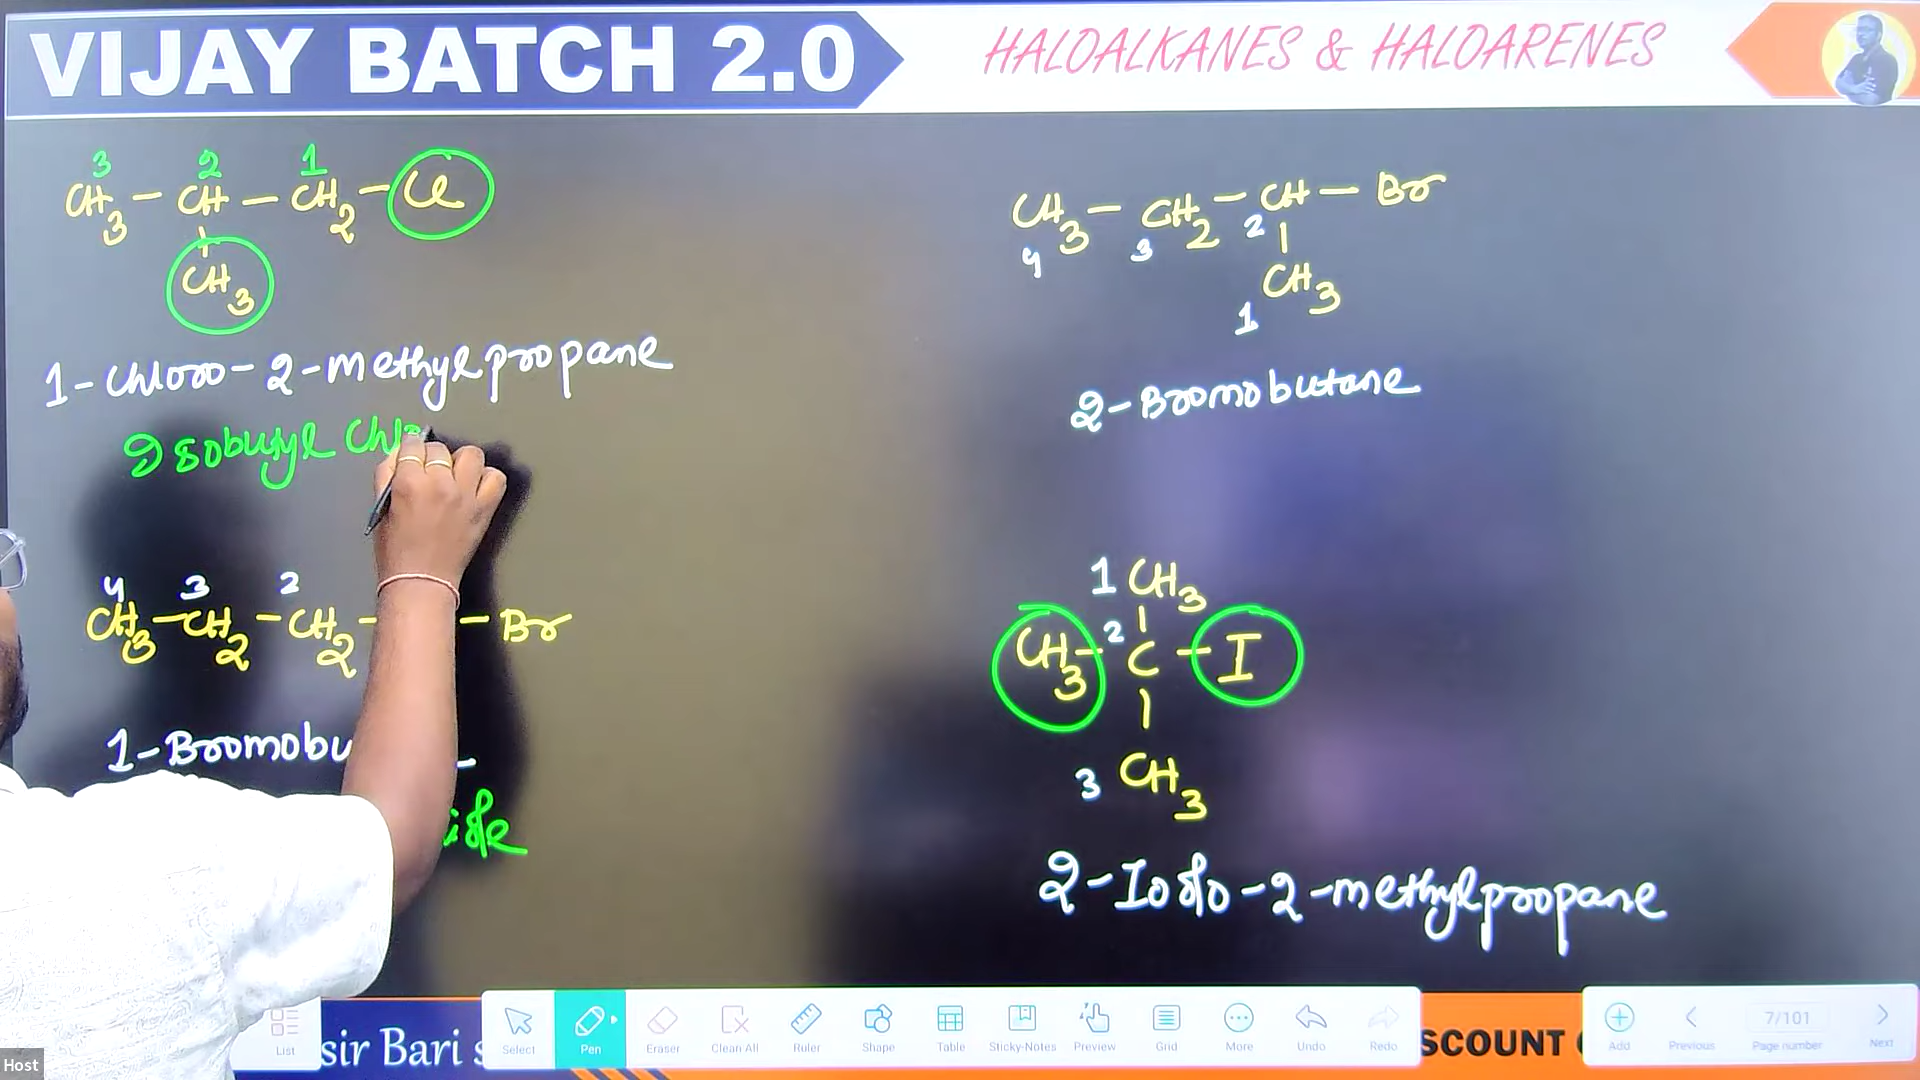 VIJAY BATCH 2.0
HALOALKANES & HALOARENES
3 2 1
CH3 – CH – CH2 – Cl
CH3
1-Chloro-2-methylpropane
Isobutyl Chlo
4 3 2
CH3 – CH2 – CH2 – – Br
1-Bromobu
ide
CH3 – CH2 – CH – Br
4 3 2
CH3
1
2-Bromobutane
1 CH3
CH3 – 2 C – I
3 CH3
2-Iodo-2-methylpropane
sir Bari s
SCOUNT
List
Select
Pen
Eraser
Clean All
Ruler
Shape
Table
Sticky-Notes
Preview
Grid
More
Undo
Redo
Add
Previous
7/101
Page number
Next
Host